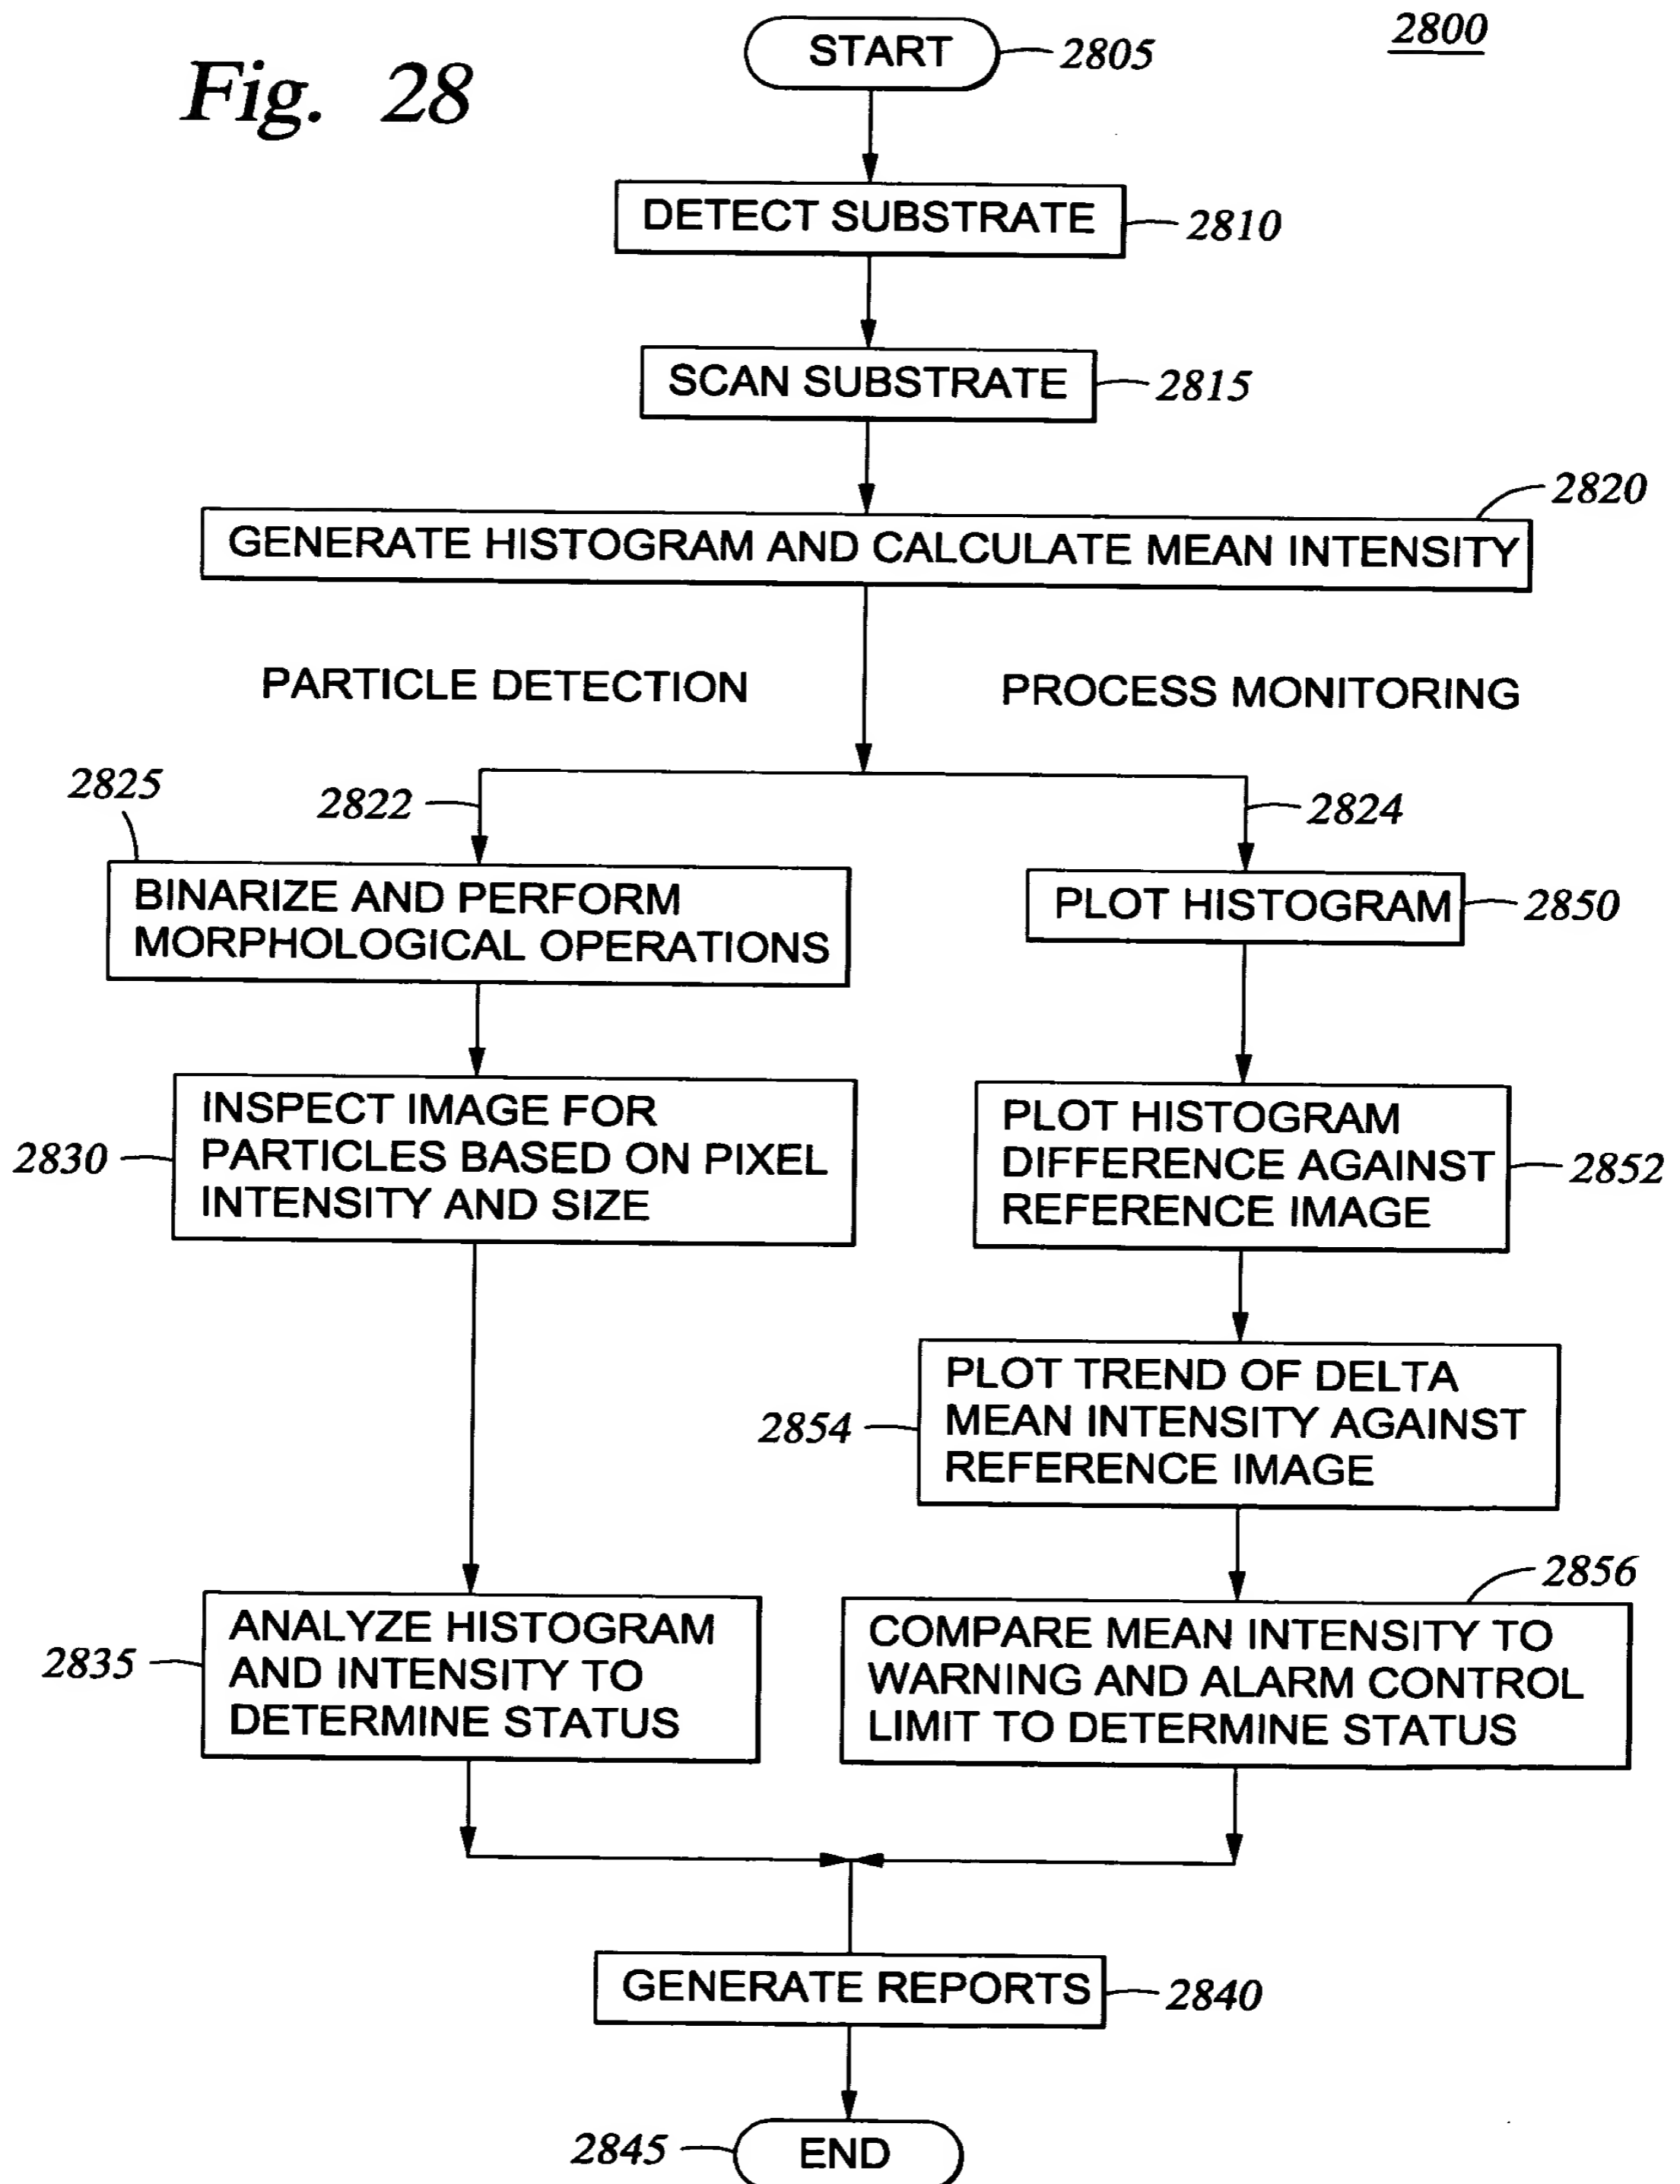 2800
START
2805
Fig. 28
DETECT SUBSTRATE
2810
SCAN SUBSTRATE
2815
2820
GENERATE HISTOGRAM AND CALCULATE MEAN INTENSITY
PARTICLE DETECTION
PROCESS MONITORING
2825
2822
2824
BINARIZE AND PERFORM
MORPHOLOGICAL OPERATIONS
PLOT HISTOGRAM
2850
2830
INSPECT IMAGE FOR
PARTICLES BASED ON PIXEL
INTENSITY AND SIZE
PLOT HISTOGRAM
DIFFERENCE AGAINST
REFERENCE IMAGE
2852
2854
PLOT TREND OF DELTA
MEAN INTENSITY AGAINST
REFERENCE IMAGE
2835
ANALYZE HISTOGRAM
AND INTENSITY TO
DETERMINE STATUS
2856
COMPARE MEAN INTENSITY TO
WARNING AND ALARM CONTROL
LIMIT TO DETERMINE STATUS
GENERATE REPORTS
2840
2845
END